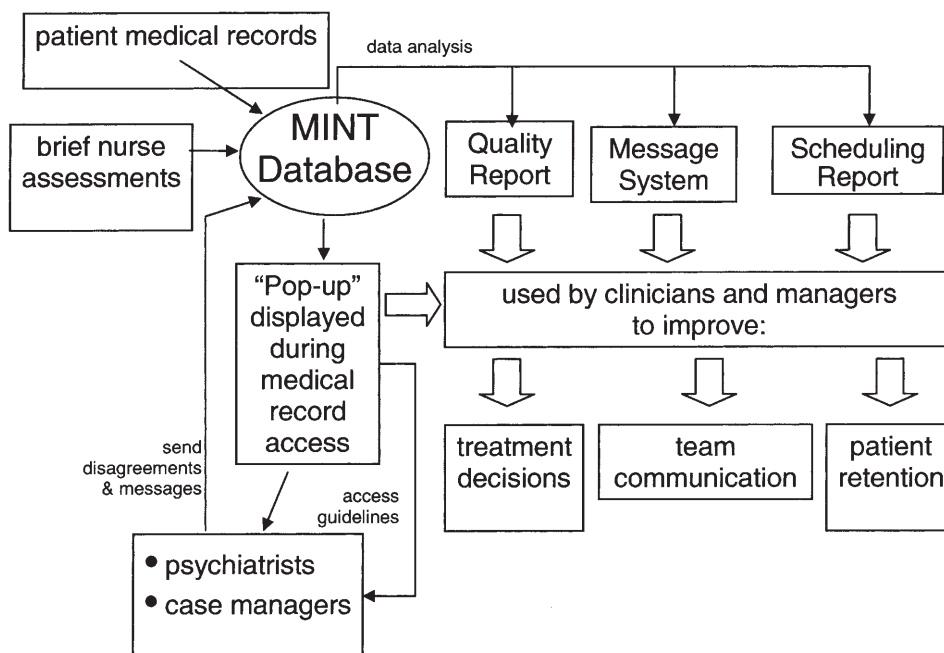 patient medical records
data analysis
MINT
Database
brief nurse
assessments
Quality
Report
Message
System
Scheduling
Report
“Pop-up”
displayed
during
medical
record
access
used by clinicians and managers
to improve:
treatment
decisions
team
communication
patient
retention
send
disagreements
& messages
access
guidelines
• psychiatrists
• case managers